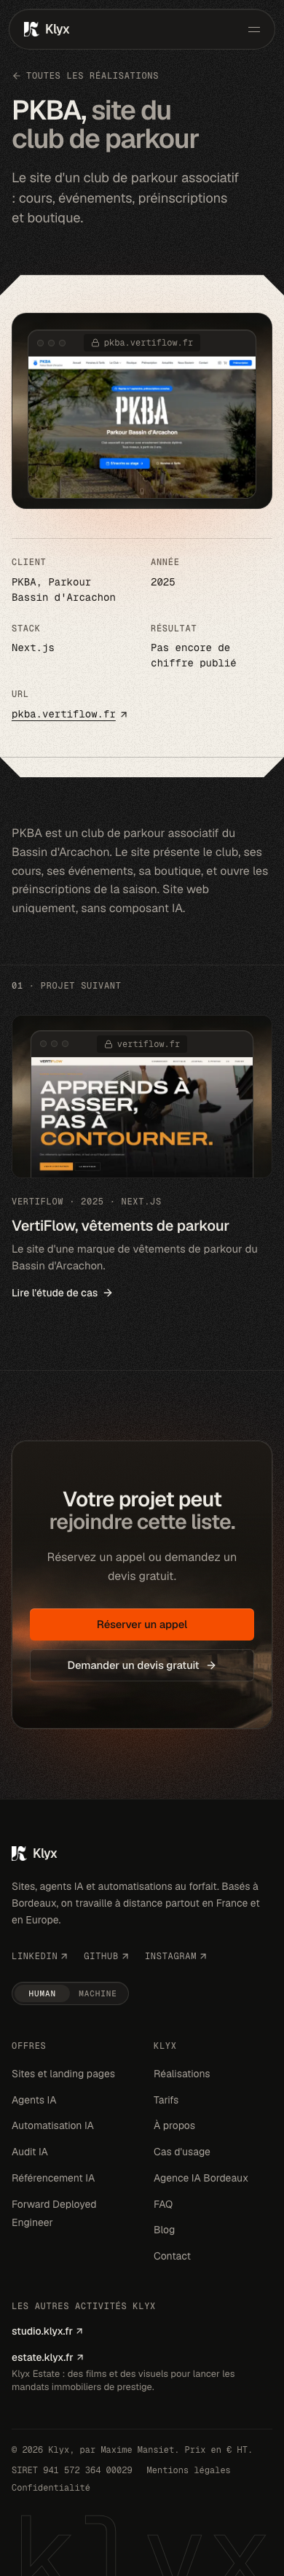 Klyx
← TOUTES LES RÉALISATIONS
PKBA, site du
club de parkour
Le site d'un club de parkour associatif
: cours, événements, préinscriptions
et boutique.
pkba.vertiflow.fr
PKBA
PKBA
Parkour Bassin d'Arcachon
CLIENT
PKBA, Parkour
Bassin d'Arcachon
ANNÉE
2025
STACK
Next.js
RÉSULTAT
Pas encore de
chiffre publié
URL
pkba.vertiflow.fr ↗
PKBA est un club de parkour associatif du
Bassin d'Arcachon. Le site présente le club, ses
cours, ses événements, sa boutique, et ouvre les
préinscriptions de la saison. Site web
uniquement, sans composant IA.
01 · PROJET SUIVANT
vertiflow.fr
VERTIFLOW
APPRENDS À
PASSER,
PAS À
CONTOURNER.
VERTIFLOW · 2025 · NEXT.JS
VertiFlow, vêtements de parkour
Le site d'une marque de vêtements de parkour du
Bassin d'Arcachon.
Lire l'étude de cas →
Votre projet peut
rejoindre cette liste.
Réservez un appel ou demandez un
devis gratuit.
Réserver un appel
Demander un devis gratuit →
Klyx
Sites, agents IA et automatisations au forfait. Basés à
Bordeaux, on travaille à distance partout en France et
en Europe.
LINKEDIN ↗ GITHUB ↗ INSTAGRAM ↗
HUMAN MACHINE
OFFRES
Sites et landing pages
Agents IA
Automatisation IA
Audit IA
Référencement IA
Forward Deployed
Engineer
KLYX
Réalisations
Tarifs
À propos
Cas d'usage
Agence IA Bordeaux
FAQ
Blog
Contact
LES AUTRES ACTIVITÉS KLYX
studio.klyx.fr ↗
estate.klyx.fr ↗
Klyx Estate : des films et des visuels pour lancer les
mandats immobiliers de prestige.
© 2026 Klyx, par Maxime Mansiet. Prix en € HT.
SIRET 941 572 364 00029 Mentions légales
Confidentialité
klyx